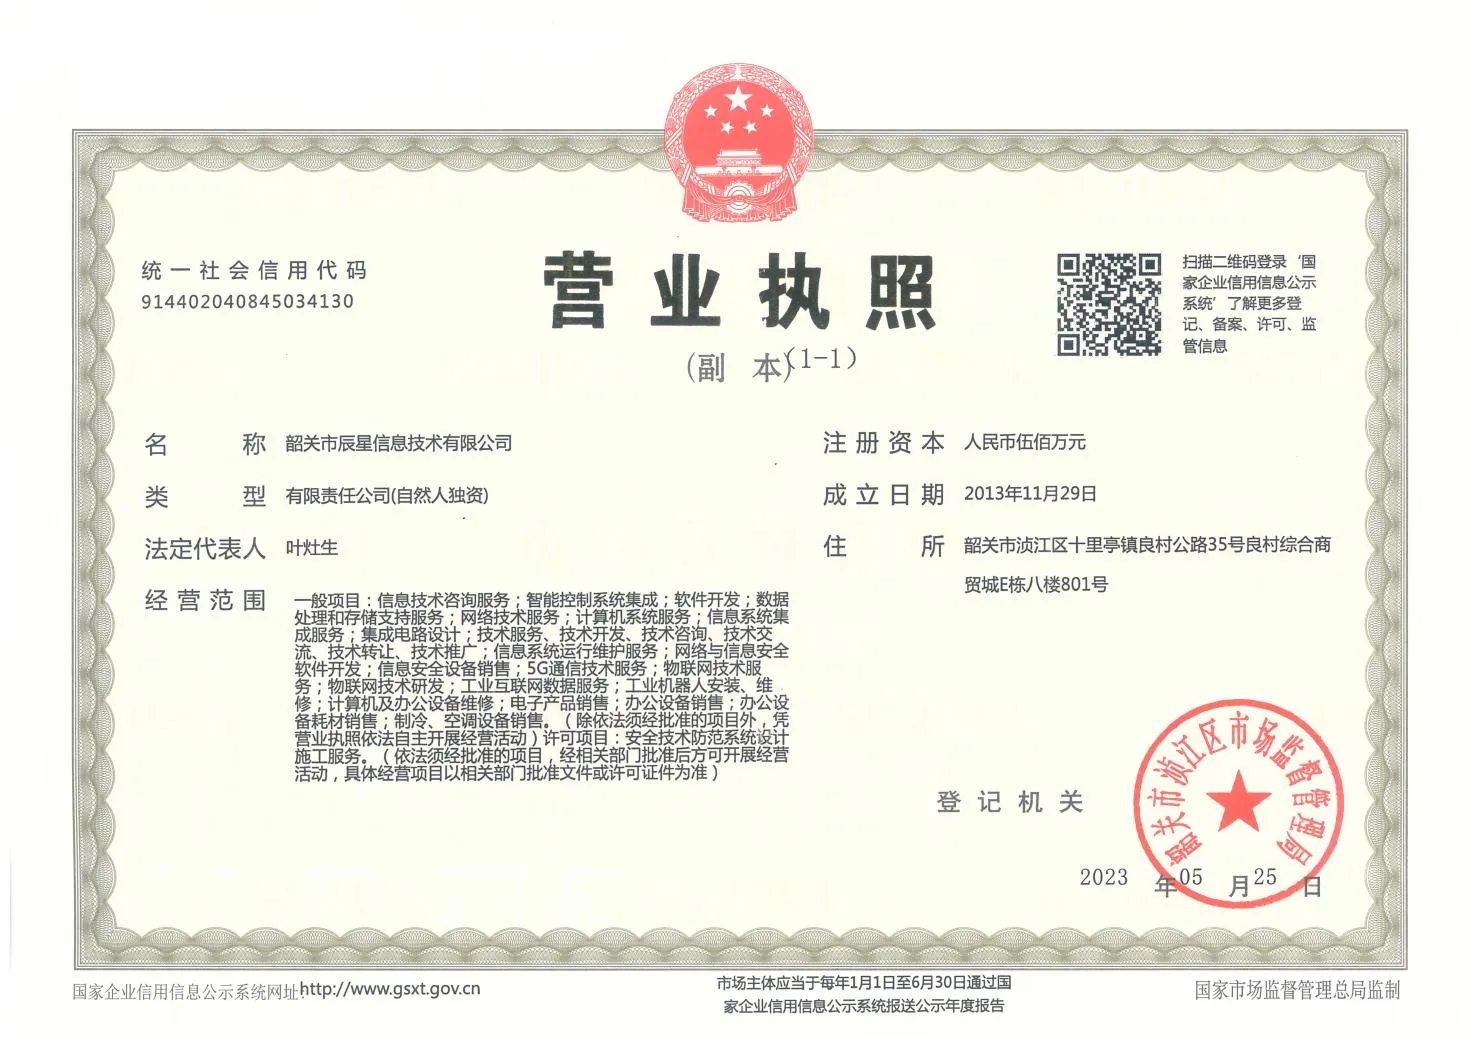 统一社会信用代码
914402040845034130
营业执照
(副 本)(1-1)
扫描二维码登录‘国
家企业信用信息公示
系统’了解更多登
记、备案、许可、监
管信息
名 称 韶关市辰星信息技术有限公司
类 型 有限责任公司(自然人独资)
法定代表人 叶灶生
经营范围 一般项目：信息技术咨询服务；智能控制系统集成；软件开发；数据
处理和存储支持服务；网络技术服务；计算机系统服务；信息系统集
成服务；集成电路设计；技术服务、技术开发、技术咨询、技术交
流、技术转让、技术推广；信息系统运行维护服务；网络与信息安全
软件开发；信息安全设备销售；5G通信技术服务；物联网技术服
务；物联网技术研发；工业互联网数据服务；工业机器人安装、维
修；计算机及办公设备维修；电子产品销售；办公设备销售；办公设
备耗材销售；制冷、空调设备销售。（除依法须经批准的项目外，凭
营业执照依法自主开展经营活动）许可项目：安全技术防范系统设计
施工服务。（依法须经批准的项目，经相关部门批准后方可开展经营
活动，具体经营项目以相关部门批准文件或许可证件为准）
注册资本 人民币伍佰万元
成立日期 2013年11月29日
住 所 韶关市浈江区十里亭镇良村公路35号良村综合商
贸城E栋八楼801号
登记机关
韶关市浈江区市场监督管理局
2023 年05 月25 日
国家企业信用信息公示系统网址:http://www.gsxt.gov.cn
市场主体应当于每年1月1日至6月30日通过国
家企业信用信息公示系统报送公示年度报告
国家市场监督管理总局监制